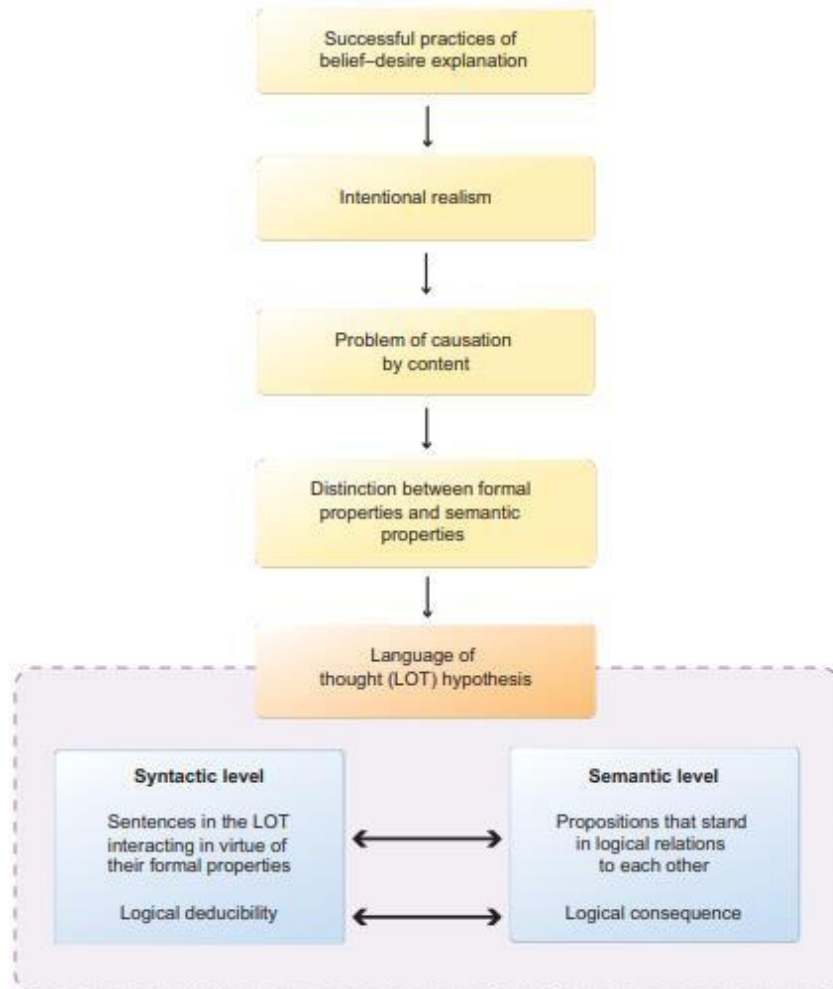 Successful practices of
belief–desire explanation
Intentional realism
Problem of causation
by content
Distinction between formal
properties and semantic
properties
Language of
thought (LOT) hypothesis
Syntactic level
Sentences in the LOT
interacting in virtue of
their formal properties
Logical deducibility
Semantic level
Propositions that stand
in logical relations
to each other
Logical consequence